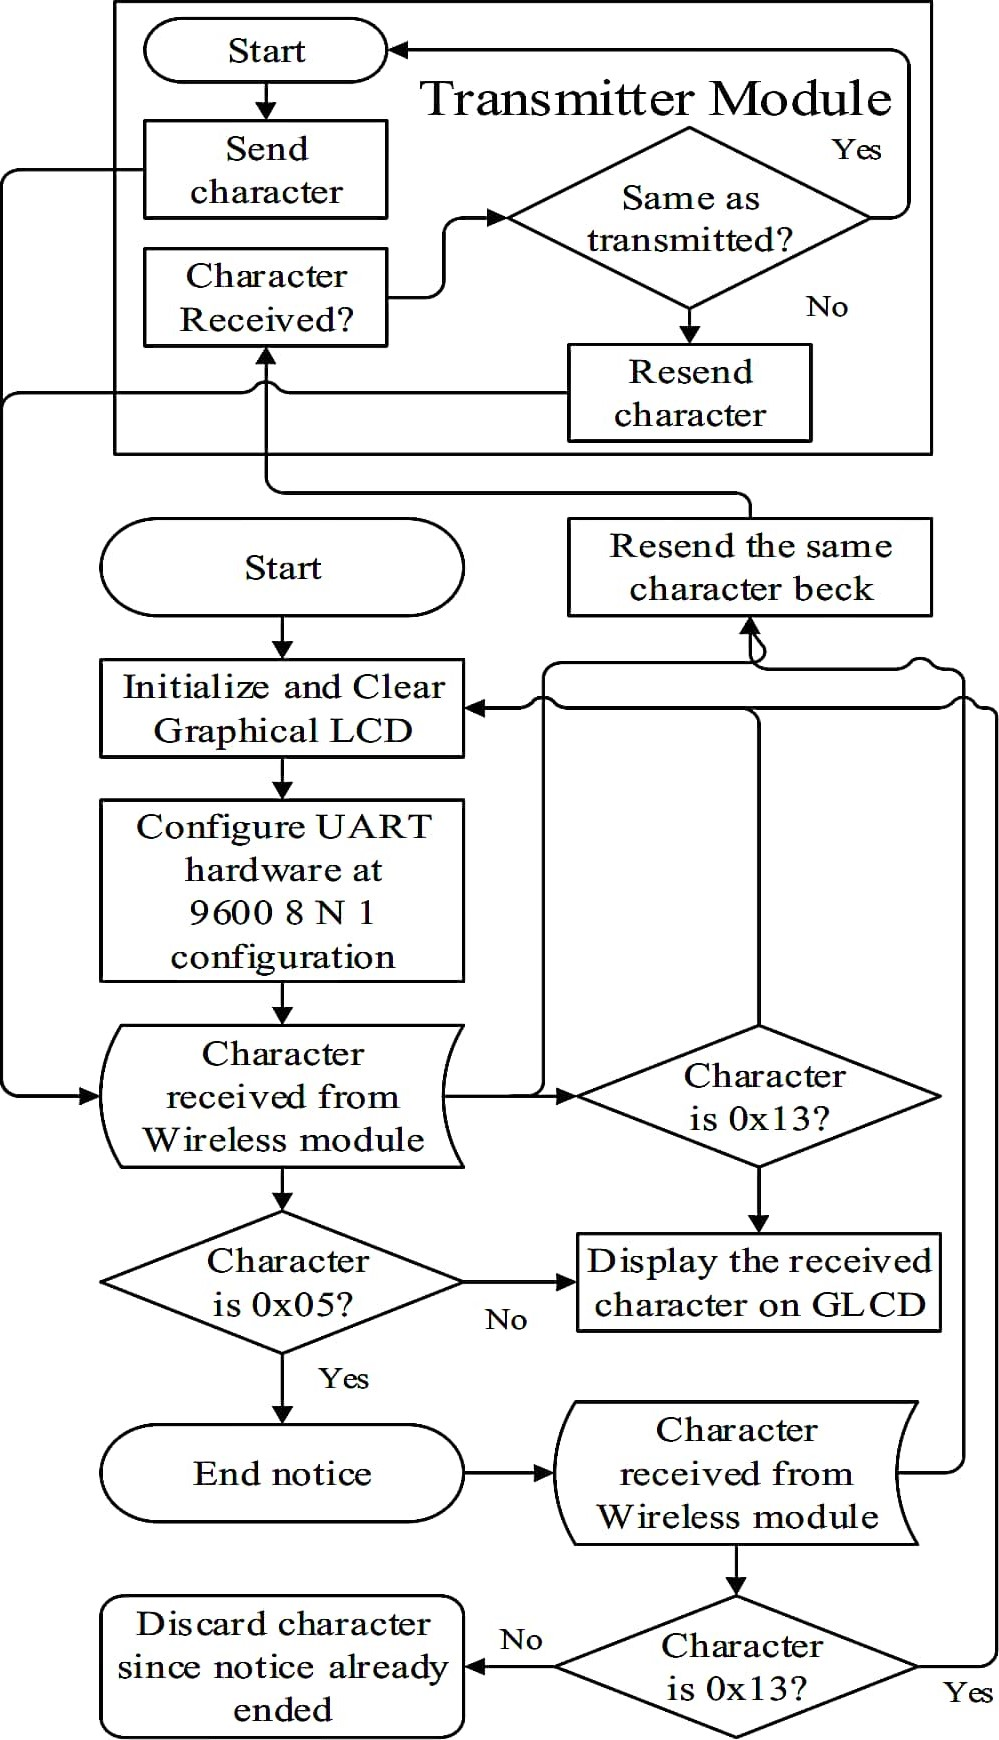 Start
Transmitter Module
Send
character
Yes
Same as
transmitted?
Character
Received?
No
Resend
character
Start
Resend the same
character beck
Initialize and Clear
Graphical LCD
Configure UART
hardware at
9600 8 N 1
configuration
Character
received from
Wireless module
Character
is 0x13?
Character
is 0x05?
No
Display the received
character on GLCD
Yes
End notice
Character
received from
Wireless module
Discard character
since notice already
ended
No
Character
is 0x13?
Yes